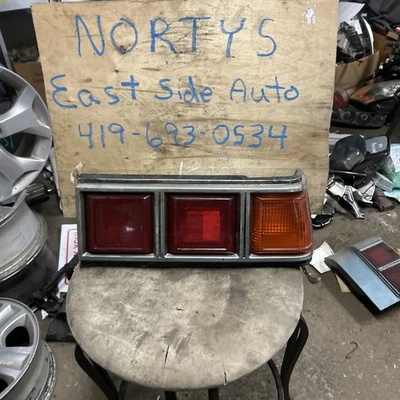 NORTYS
East Side Auto
419-693-0534